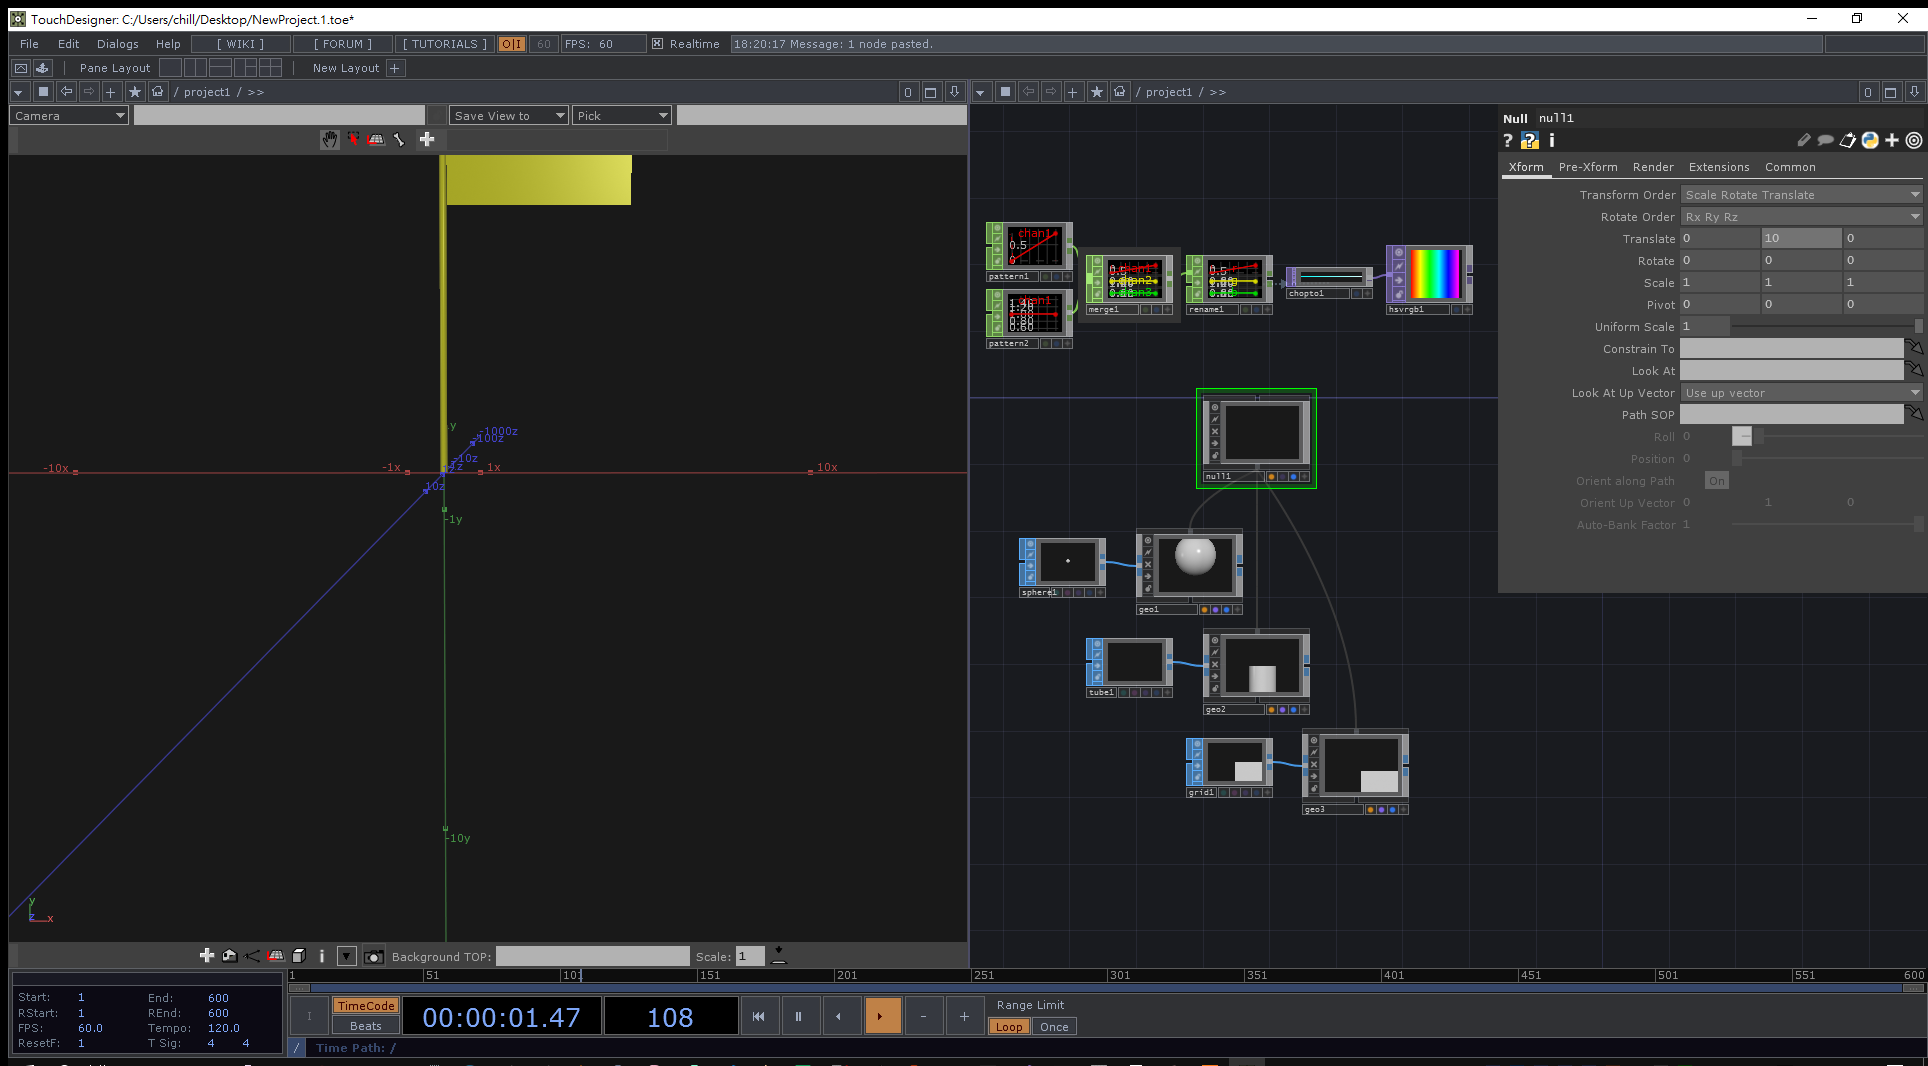 TouchDesigner: C:/Users/chill/Desktop/NewProject.1.toe*
File Edit Dialogs Help [ WIKI ] [ FORUM ] [ TUTORIALS ] O|I 60 FPS: 60 Realtime 18:20:17 Message: 1 node pasted.
Pane Layout New Layout +
/ project1 / >> 0
/ project1 / >> 0
Camera Save View to Pick
Null null1
? ? i
Xform Pre-Xform Render Extensions Common
Transform Order Scale Rotate Translate
Rotate Order Rx Ry Rz
Translate 0 10 0
Rotate 0 0 0
Scale 1 1 1
Pivot 0 0 0
Uniform Scale 1
Constrain To
Look At
Look At Up Vector Use up vector
Path SOP
Roll 0
Position 0
Orient along Path On
Orient Up Vector 0 1 0
Auto-Bank Factor 1
chan1
0.5
0
pattern1
chan1
pattern2
merge1
rename1
chopto1
hsvrgb1
null1
sphere1
geo1
tube1
geo2
grid1
geo3
y
-1000z
-100z
-10z
-10x -1x 1x 10x
10z
-1y
-10y
y
z x
Background TOP: Scale: 1
1 51 101 151 201 251 301 351 401 451 501 551 600
Start: 1 End: 600
RStart: 1 REnd: 600
FPS: 60.0 Tempo: 120.0
ResetF: 1 T Sig: 4 4
TimeCode
Beats
00:00:01.47 108
Range Limit
Loop Once
/ Time Path: /